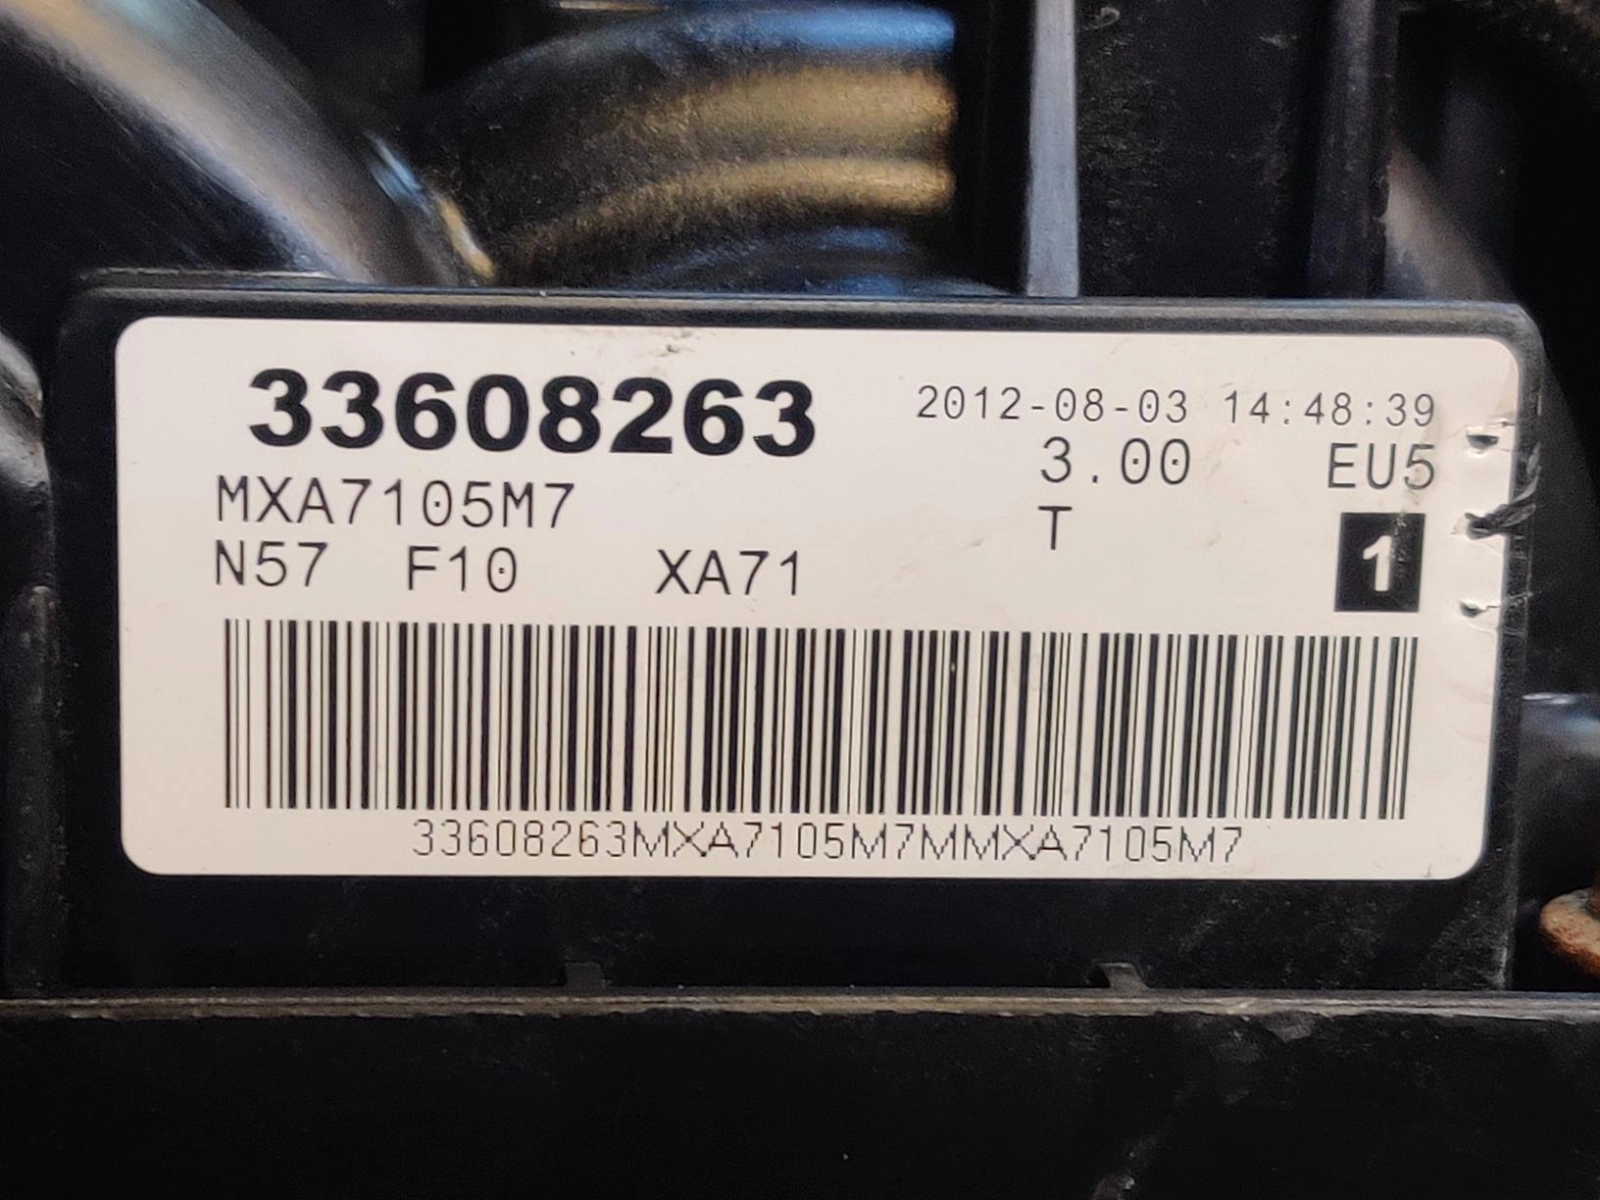 33608263 2012-08-03 14:48:39
MXA7105M7 3.00 EU5
N57 F10 XA71 T 1
33608263MXA7105M7MMXA7105M7